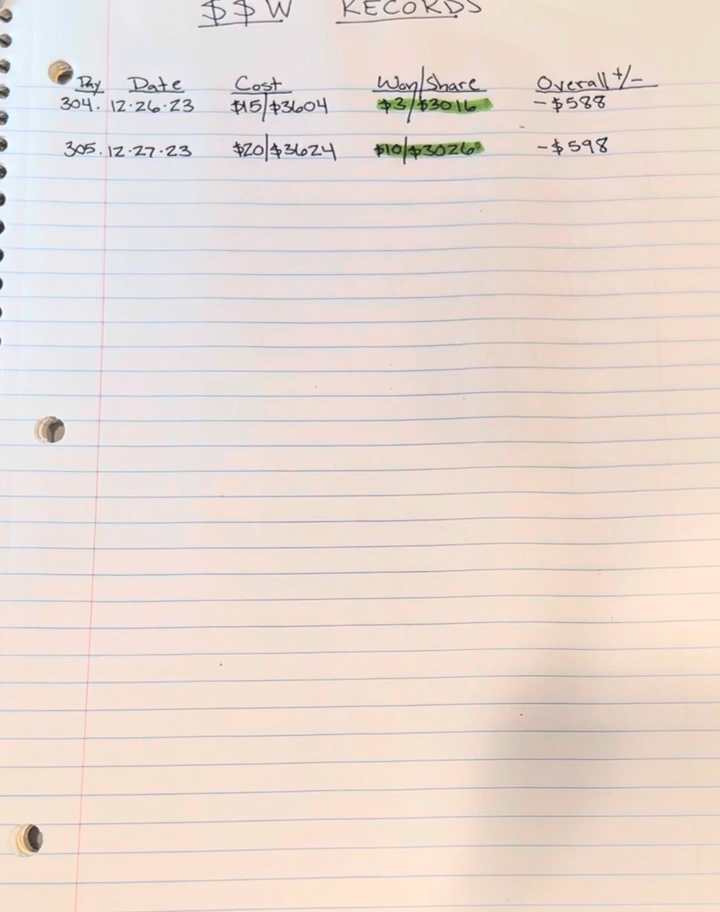 $$W RECORDS
Day Date Cost Won/Share Overall +/-
304. 12.26.23 $15/$3604 $3/$3016 -$588
305. 12.27.23 $20/$3624 $10/$3026 -$598